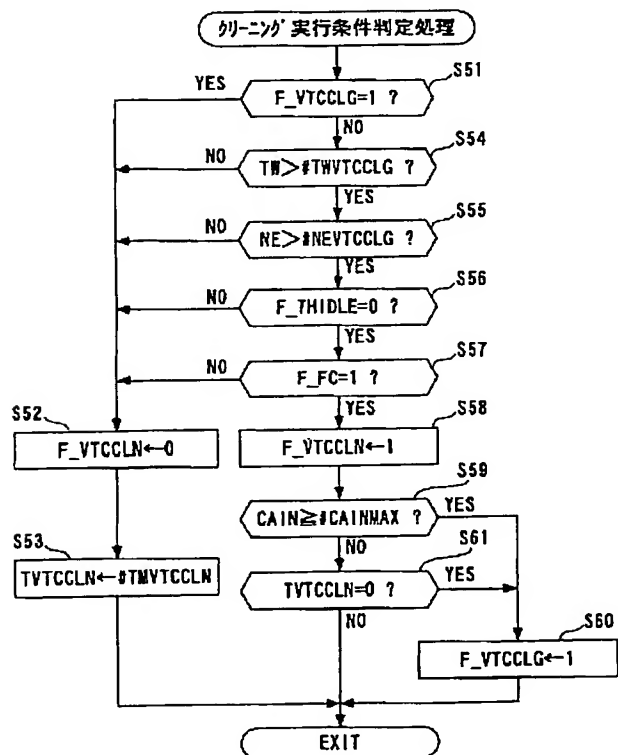 クリーニング実行条件判定処理
S51
YES
F_VTCCLG=1 ?
NO
S54
NO
TW>#TWVTCCLG ?
YES
S55
NO
NE>#NEVTCCLG ?
YES
S56
NO
F_THIDLE=0 ?
YES
S57
NO
F_FC=1 ?
YES
S52
S58
F_VTCCLN←0
F_VTCCLN←1
S59
CAIN≧#CAINMAX ?
YES
NO
S53
S61
TVTCCLN←#TMVTCCLN
TVTCCLN=0 ?
YES
NO
S60
F_VTCCLG←1
EXIT